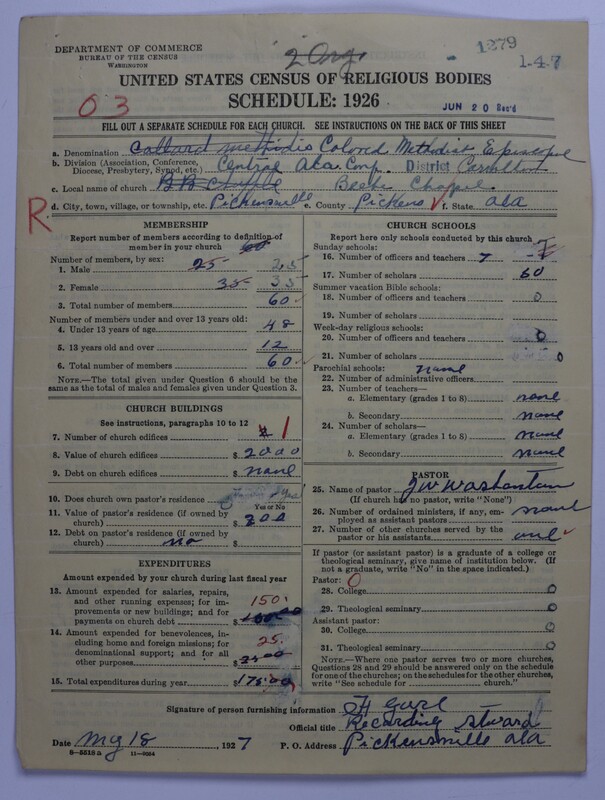 DEPARTMENT OF COMMERCE
BUREAU OF THE CENSUS
WASHINGTON
2 Org.
1279
1-4-7
UNITED STATES CENSUS OF RELIGIOUS BODIES
SCHEDULE: 1926
03
JUN 20 Rec'd
FILL OUT A SEPARATE SCHEDULE FOR EACH CHURCH. SEE INSTRUCTIONS ON THE BACK OF THIS SHEET
a. Denomination Collard methodis Colored Methodist Episcopal
b. Division (Association, Conference, Diocese, Presbytery, Synod, etc.) Central Ala Conf. District Carrollton
c. Local name of church BB Chapple Beebe Chapel
d. City, town, village, or township, etc. Pickensville e. County Pickens f. State ala
R
MEMBERSHIP
Report number of members according to definition of member in your church 60
Number of members, by sex:
1. Male 25 25
2. Female 35 35
3. Total number of members 60
Number of members under and over 13 years old:
4. Under 13 years of age 48
5. 13 years old and over 12
6. Total number of members 60
NOTE.—The total given under Question 6 should be the same as the total of males and females given under Question 3.
CHURCH BUILDINGS
See instructions, paragraphs 10 to 12
7. Number of church edifices 1
8. Value of church edifices $ 2000
9. Debt on church edifices $ none
10. Does church own pastor's residence? yes
Yes or No
11. Value of pastor's residence (if owned by church) $ 200
12. Debt on pastor's residence (if owned by church) no $
EXPENDITURES
Amount expended by your church during last fiscal year
13. Amount expended for salaries, repairs, and other running expenses; for improvements or new buildings; and for payments on church debt $ 150.
14. Amount expended for benevolences, including home and foreign missions; for denominational support; and for all other purposes $ 25.
15. Total expenditures during year $ 175.00
CHURCH SCHOOLS
Report here only schools conducted by this church
Sunday schools:
16. Number of officers and teachers 7 7
17. Number of scholars 60
Summer vacation Bible schools:
18. Number of officers and teachers 0
19. Number of scholars
Week-day religious schools:
20. Number of officers and teachers 0
21. Number of scholars 0
Parochial schools: none
22. Number of administrative officers
23. Number of teachers—
a. Elementary (grades 1 to 8) none
b. Secondary none
24. Number of scholars—
a. Elementary (grades 1 to 8) none
b. Secondary none
PASTOR
25. Name of pastor J W Washantun
(If church has no pastor, write "None")
26. Number of ordained ministers, if any, employed as assistant pastors none
27. Number of other churches served by the pastor or his assistants one
If pastor (or assistant pastor) is a graduate of a college or theological seminary, give name of institution below. (If not a graduate, write "No" in the space indicated.)
Pastor: 0
28. College 0
29. Theological seminary 0
Assistant pastor:
30. College 0
31. Theological seminary 0
NOTE.—Where one pastor serves two or more churches, Questions 28 and 29 should be answered only on the schedule for one of the churches; on the schedules for the other churches, write "See schedule for church."
Signature of person furnishing information
Official title Recording Stward
Date My 18, 1927 P. O. Address Pickensville ala
8—5518 a 11—9024